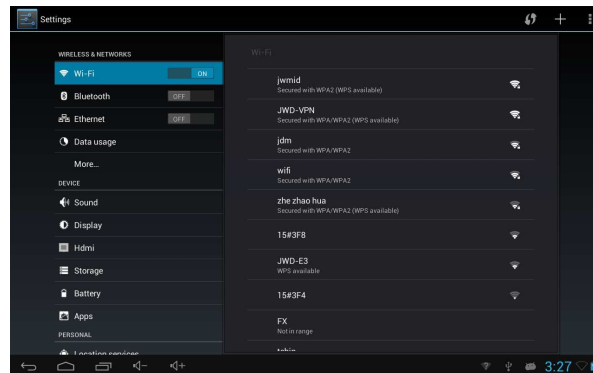 Settings
WIRELESS & NETWORKS
Wi-Fi ON
Bluetooth OFF
Ethernet OFF
Data usage
More...
DEVICE
Sound
Display
Hdmi
Storage
Battery
Apps
PERSONAL
Location services
Wi-Fi
jwmid
Secured with WPA2 (WPS available)
JWD-VPN
Secured with WPA/WPA2 (WPS available)
jdm
Secured with WPA/WPA2
wifi
Secured with WPA/WPA2
zhe zhao hua
Secured with WPA/WPA2 (WPS available)
15#3F8
JWD-E3
WPS available
15#3F4
FX
Not in range
3:27